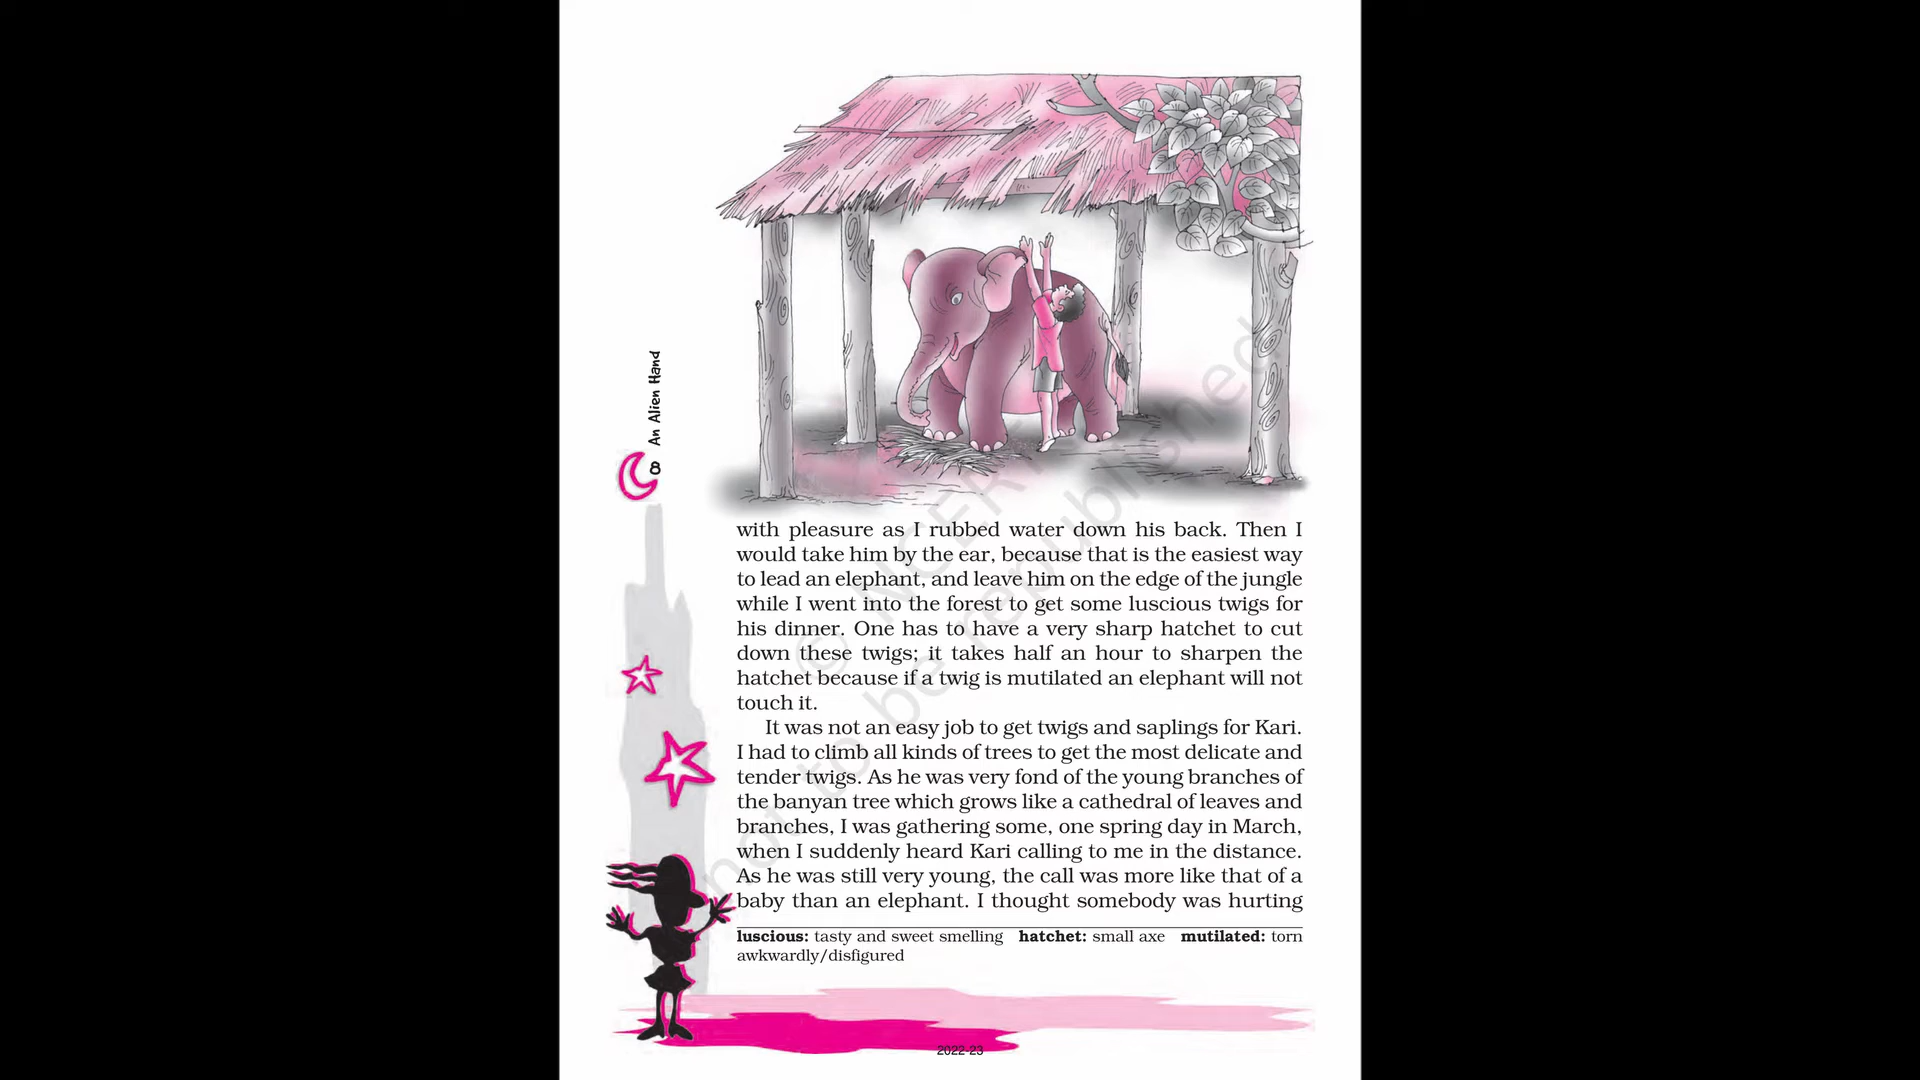 8 An Alien Hand
with pleasure as I rubbed water down his back. Then I
would take him by the ear, because that is the easiest way
to lead an elephant, and leave him on the edge of the jungle
while I went into the forest to get some luscious twigs for
his dinner. One has to have a very sharp hatchet to cut
down these twigs; it takes half an hour to sharpen the
hatchet because if a twig is mutilated an elephant will not
touch it.
It was not an easy job to get twigs and saplings for Kari.
I had to climb all kinds of trees to get the most delicate and
tender twigs. As he was very fond of the young branches of
the banyan tree which grows like a cathedral of leaves and
branches, I was gathering some, one spring day in March,
when I suddenly heard Kari calling to me in the distance.
As he was still very young, the call was more like that of a
baby than an elephant. I thought somebody was hurting
luscious: tasty and sweet smelling hatchet: small axe mutilated: torn
awkwardly/disfigured
2022-23
© NCERT
not to be republished